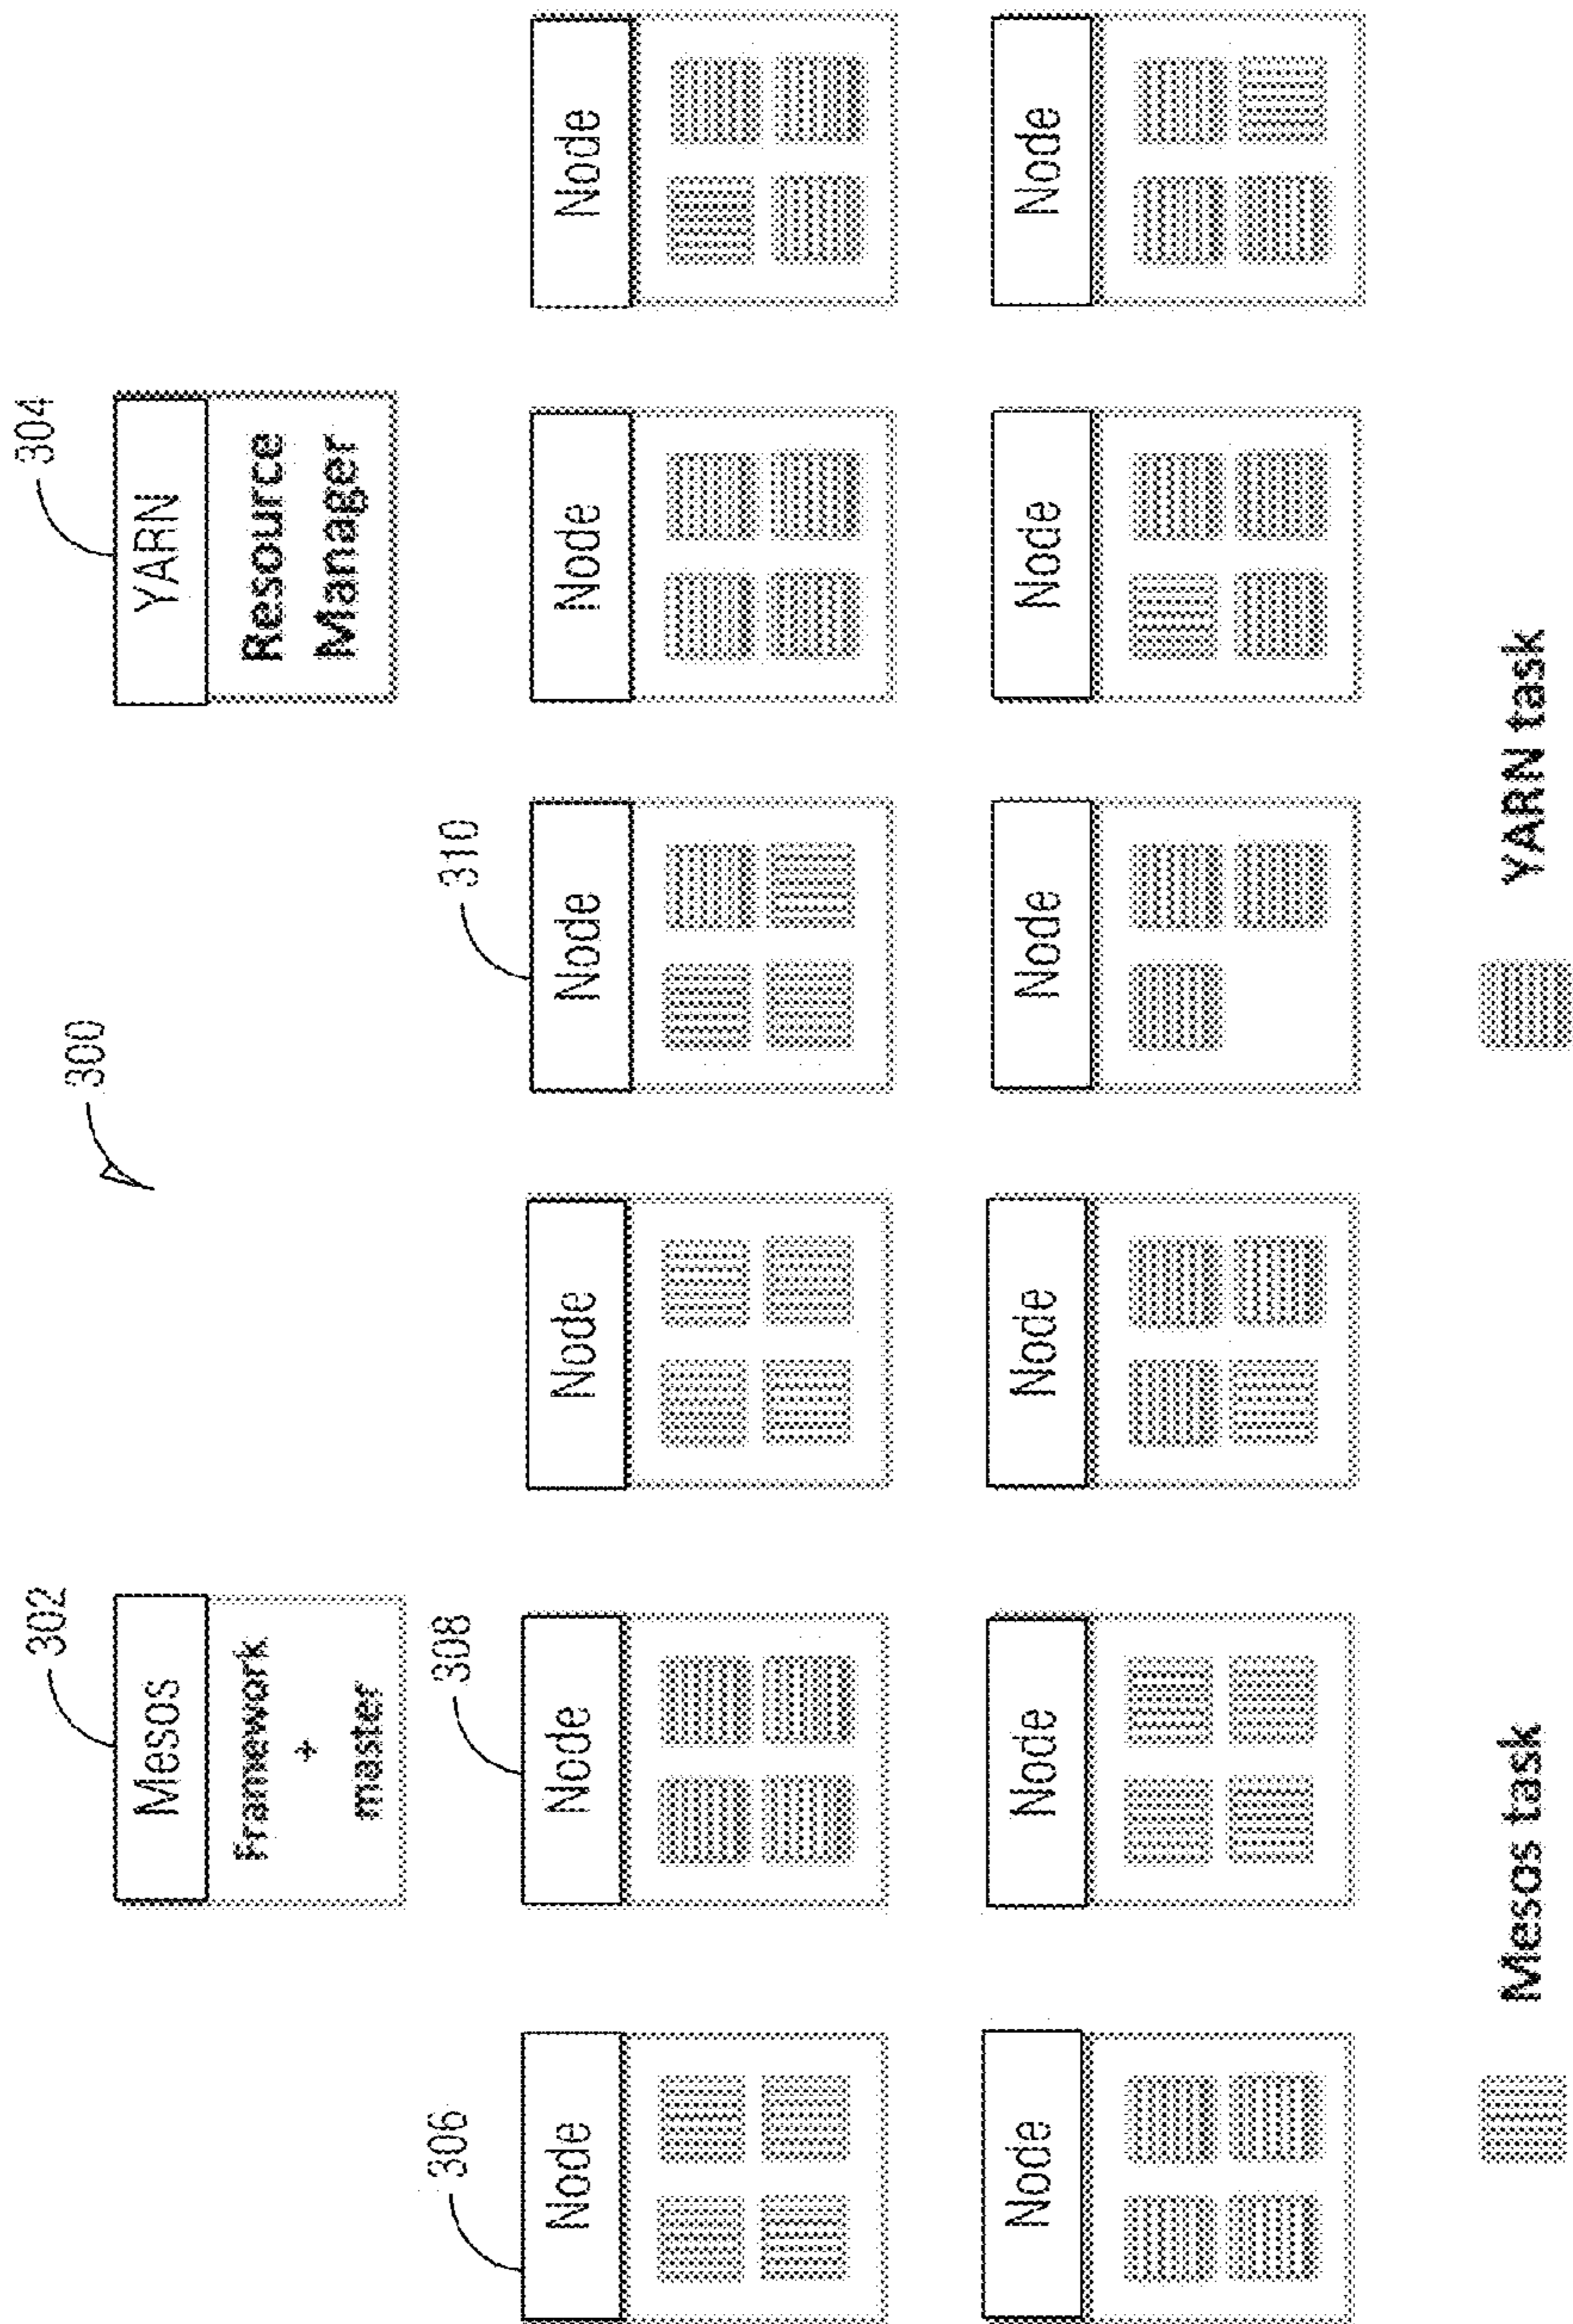 302
300
304
Mesos
Framework
+
master
YARN
Resource
Manager
306
308
310
Node
Node
Node
Node
Node
Node
Node
Node
Node
Node
Node
Node
Mesos task
YARN task